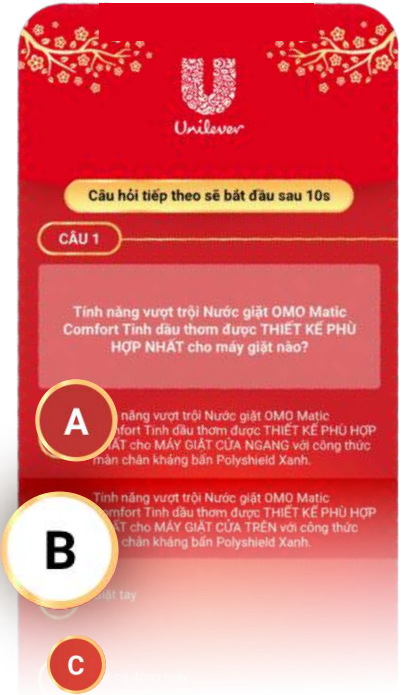 Unilever
Câu hỏi tiếp theo sẽ bắt đầu sau 10s
CÂU 1
Tính năng vượt trội Nước giặt OMO Matic
Comfort Tinh dầu thơm được THIẾT KẾ PHÙ
HỢP NHẤT cho máy giặt nào?
A
năng vượt trội Nước giặt OMO Matic
Tinh dầu thơm được THIẾT KẾ PHÙ HỢP
cho MÁY GIẶT CỬA NGANG với công thức
màn chắn kháng bẩn Polyshield Xanh.
B
Tính năng vượt trội Nước giặt OMO Matic
Tinh dầu thơm được THIẾT KẾ PHÙ HỢP
cho MÁY GIẶT CỬA TRÊN với công thức
chắn kháng bẩn Polyshield Xanh.
tay
C